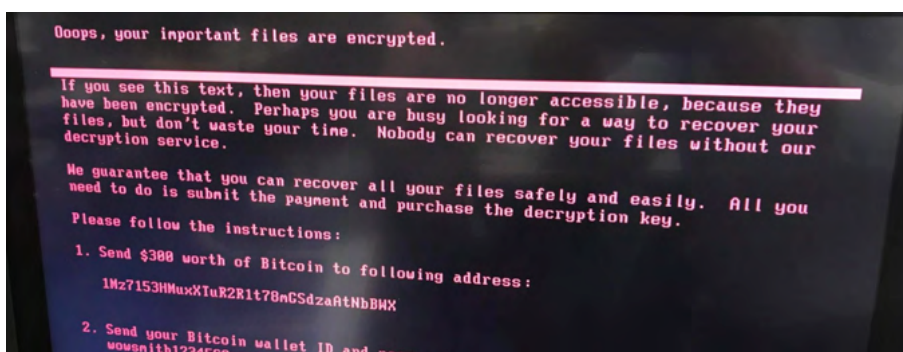 Ooops, your important files are encrypted.
If you see this text, then your files are no longer accessible, because they
have been encrypted. Perhaps you are busy looking for a way to recover your
files, but don't waste your time. Nobody can recover your files without our
decryption service.
We guarantee that you can recover all your files safely and easily. All you
need to do is submit the payment and purchase the decryption key.
Please follow the instructions:
1. Send $300 worth of Bitcoin to following address:
1Mz7153HMuxXTuR2R1t78mGSdzaAtNbBWX
2. Send your Bitcoin wallet ID and